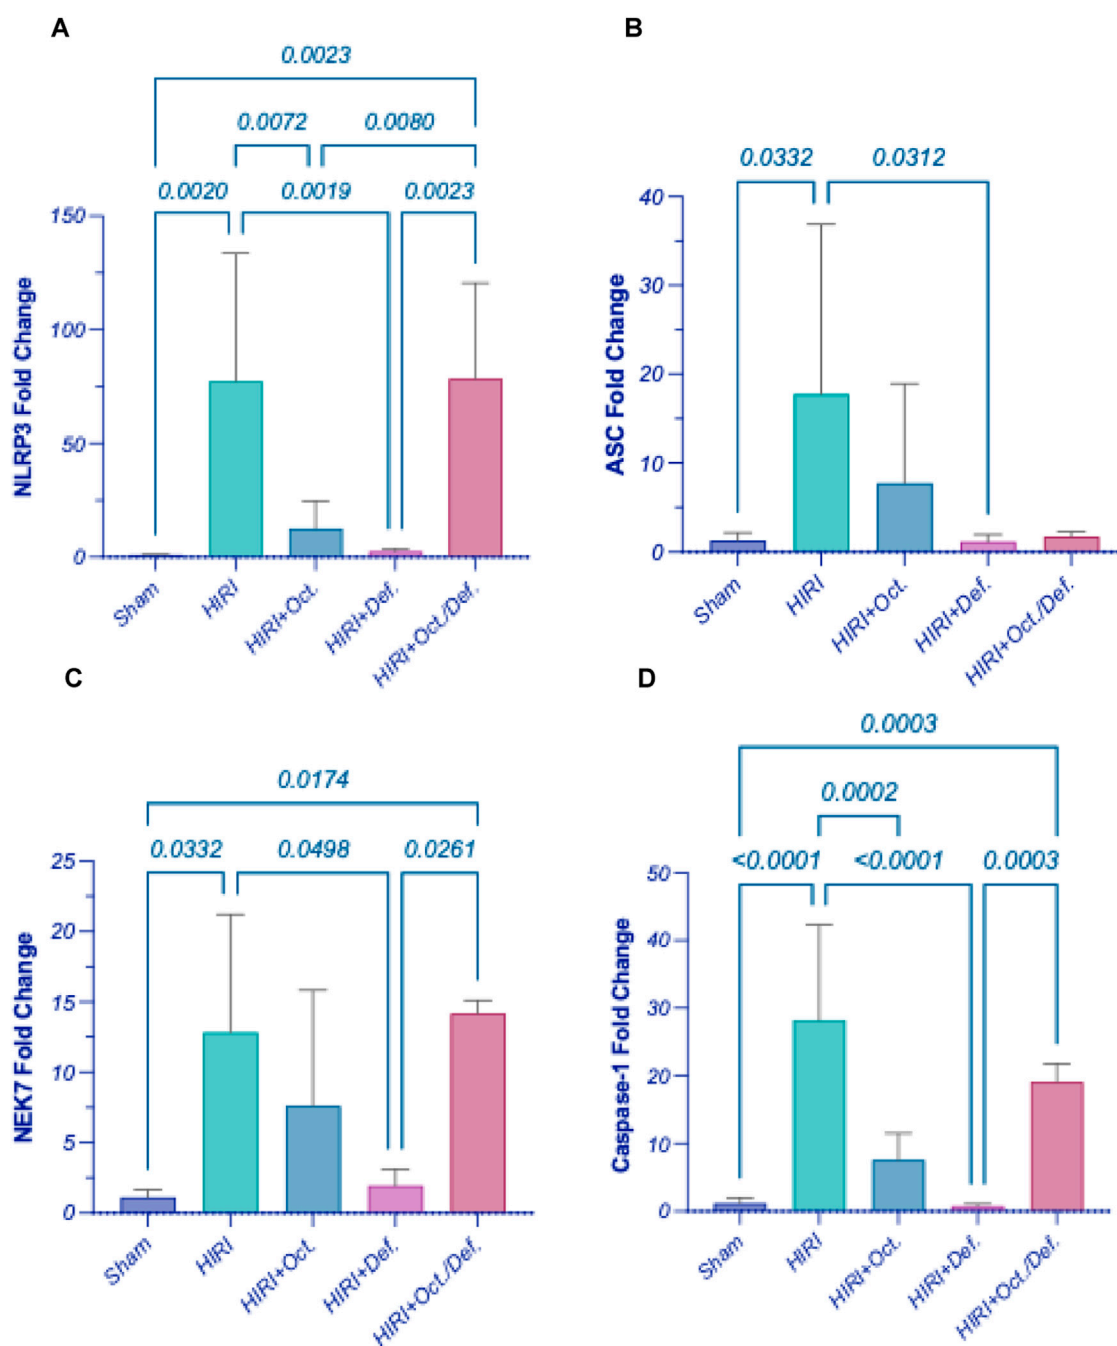 A
0.0023
0.0072 0.0080
0.0020 0.0019 0.0023
150
100
50
0
NLRP3 Fold Change
Sham HIRI HIRI+Oct. HIRI+Def. HIRI+Oct./Def.
B
0.0332 0.0312
40
30
20
10
0
ASC Fold Change
Sham HIRI HIRI+Oct. HIRI+Def. HIRI+Oct./Def.
C
0.0174
0.0332 0.0498 0.0261
25
20
15
10
5
0
NEK7 Fold Change
Sham HIRI HIRI+Oct. HIRI+Def. HIRI+Oct./Def.
D
0.0003
0.0002
<0.0001 <0.0001 0.0003
50
40
30
20
10
0
Caspase-1 Fold Change
Sham HIRI HIRI+Oct. HIRI+Def. HIRI+Oct./Def.